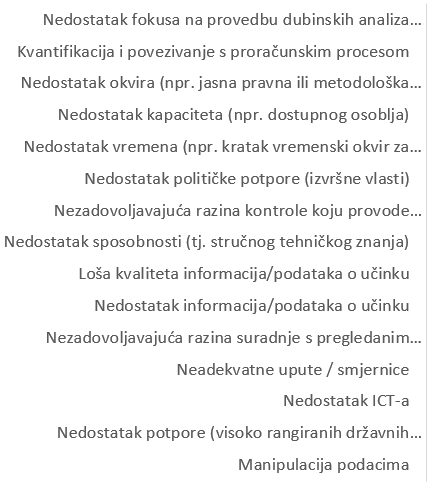 Nedostatak fokusa na provedbu dubinskih analiza…
Kvantifikacija i povezivanje s proračunskim procesom
Nedostatak okvira (npr. jasna pravna ili metodološka…
Nedostatak kapaciteta (npr. dostupnog osoblja)
Nedostatak vremena (npr. kratak vremenski okvir za…
Nedostatak političke potpore (izvršne vlasti)
Nezadovoljavajuća razina kontrole koju provode…
Nedostatak sposobnosti (tj. stručnog tehničkog znanja)
Loša kvaliteta informacija/podataka o učinku
Nedostatak informacija/podataka o učinku
Nezadovoljavajuća razina suradnje s pregledanim…
Neadekvatne upute / smjernice
Nedostatak ICT-a
Nedostatak potpore (visoko rangiranih državnih…
Manipulacija podacima